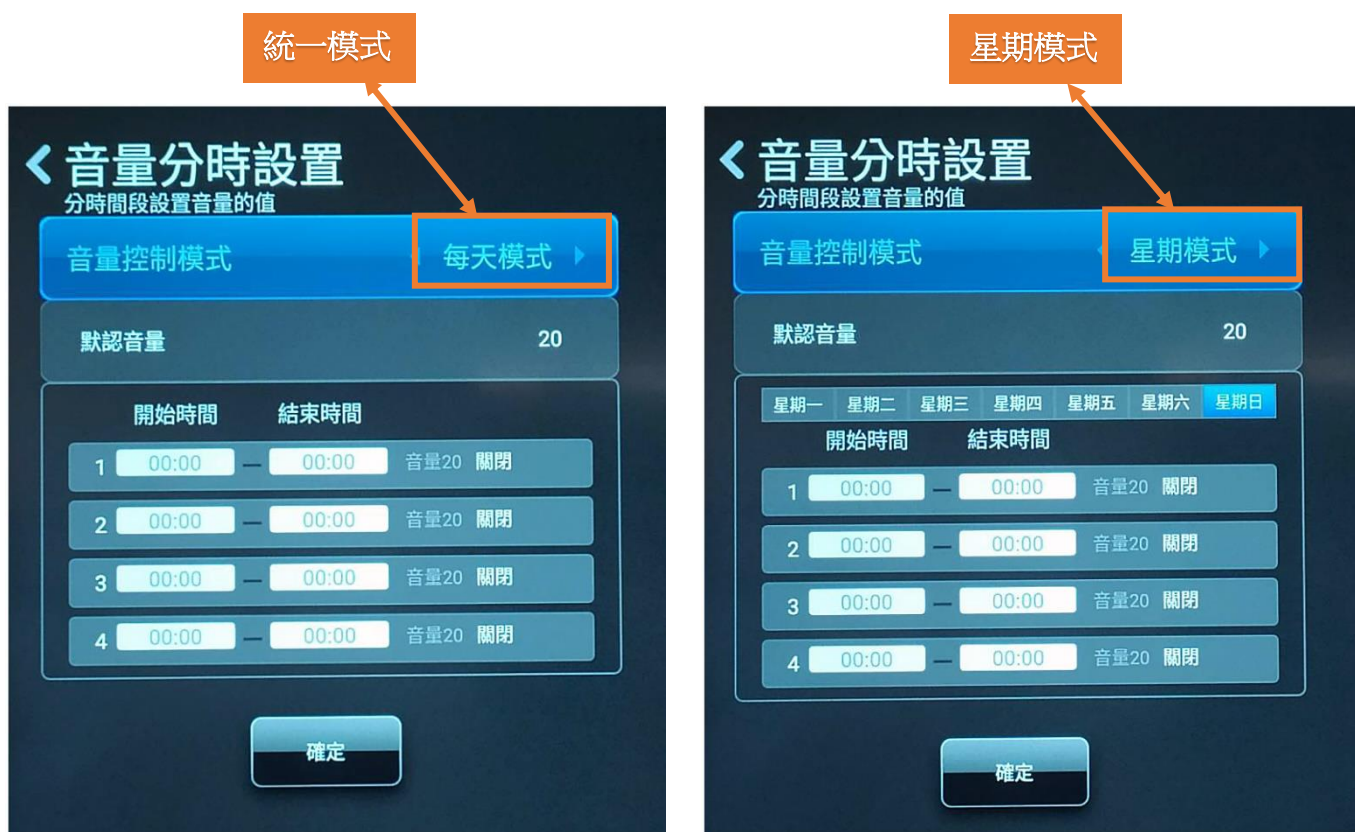 統一模式
音量分時設置
分時間段設置音量的值
音量控制模式 每天模式
默認音量 20
開始時間 結束時間
1 00:00 — 00:00 音量20 關閉
2 00:00 — 00:00 音量20 關閉
3 00:00 — 00:00 音量20 關閉
4 00:00 — 00:00 音量20 關閉
確定
星期模式
音量分時設置
分時間段設置音量的值
音量控制模式 星期模式
默認音量 20
星期一 星期二 星期三 星期四 星期五 星期六 星期日
開始時間 結束時間
1 00:00 — 00:00 音量20 關閉
2 00:00 — 00:00 音量20 關閉
3 00:00 — 00:00 音量20 關閉
4 00:00 — 00:00 音量20 關閉
確定